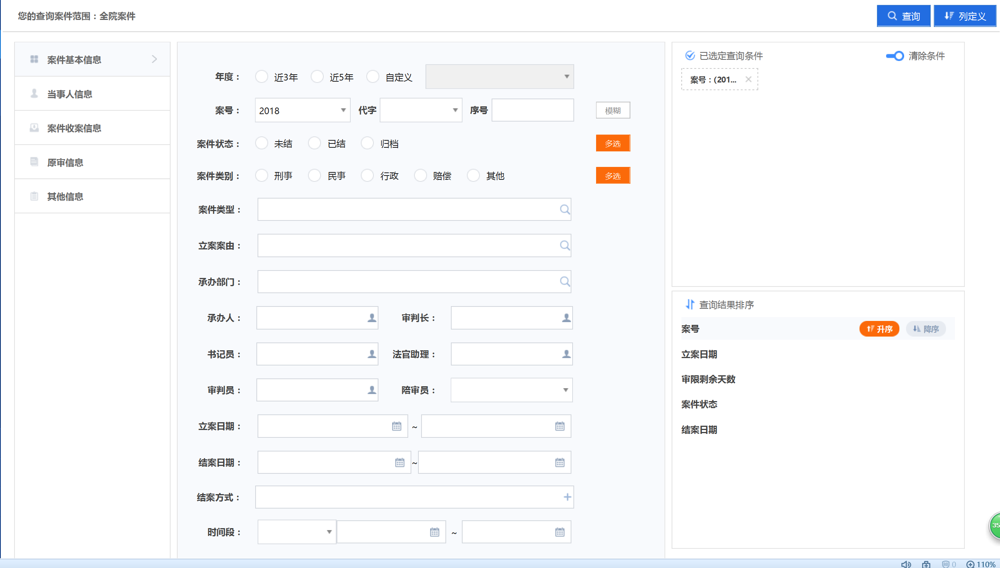 您的查询案件范围：全院案件
查询
列定义
案件基本信息
当事人信息
案件收案信息
原审信息
其他信息
年度： 近3年 近5年 自定义
案号： 2018 代字 序号 模糊
案件状态： 未结 已结 归档 多选
案件类别： 刑事 民事 行政 赔偿 其他 多选
案件类型：
立案案由：
承办部门：
承办人： 审判长：
书记员： 法官助理：
审判员： 陪审员：
立案日期： ~
结案日期： ~
结案方式：
时间段： ~
已选定查询条件 清除条件
案号：(201...
查询结果排序
案号 升序 降序
立案日期
审限剩余天数
案件状态
结案日期
35
0 110%